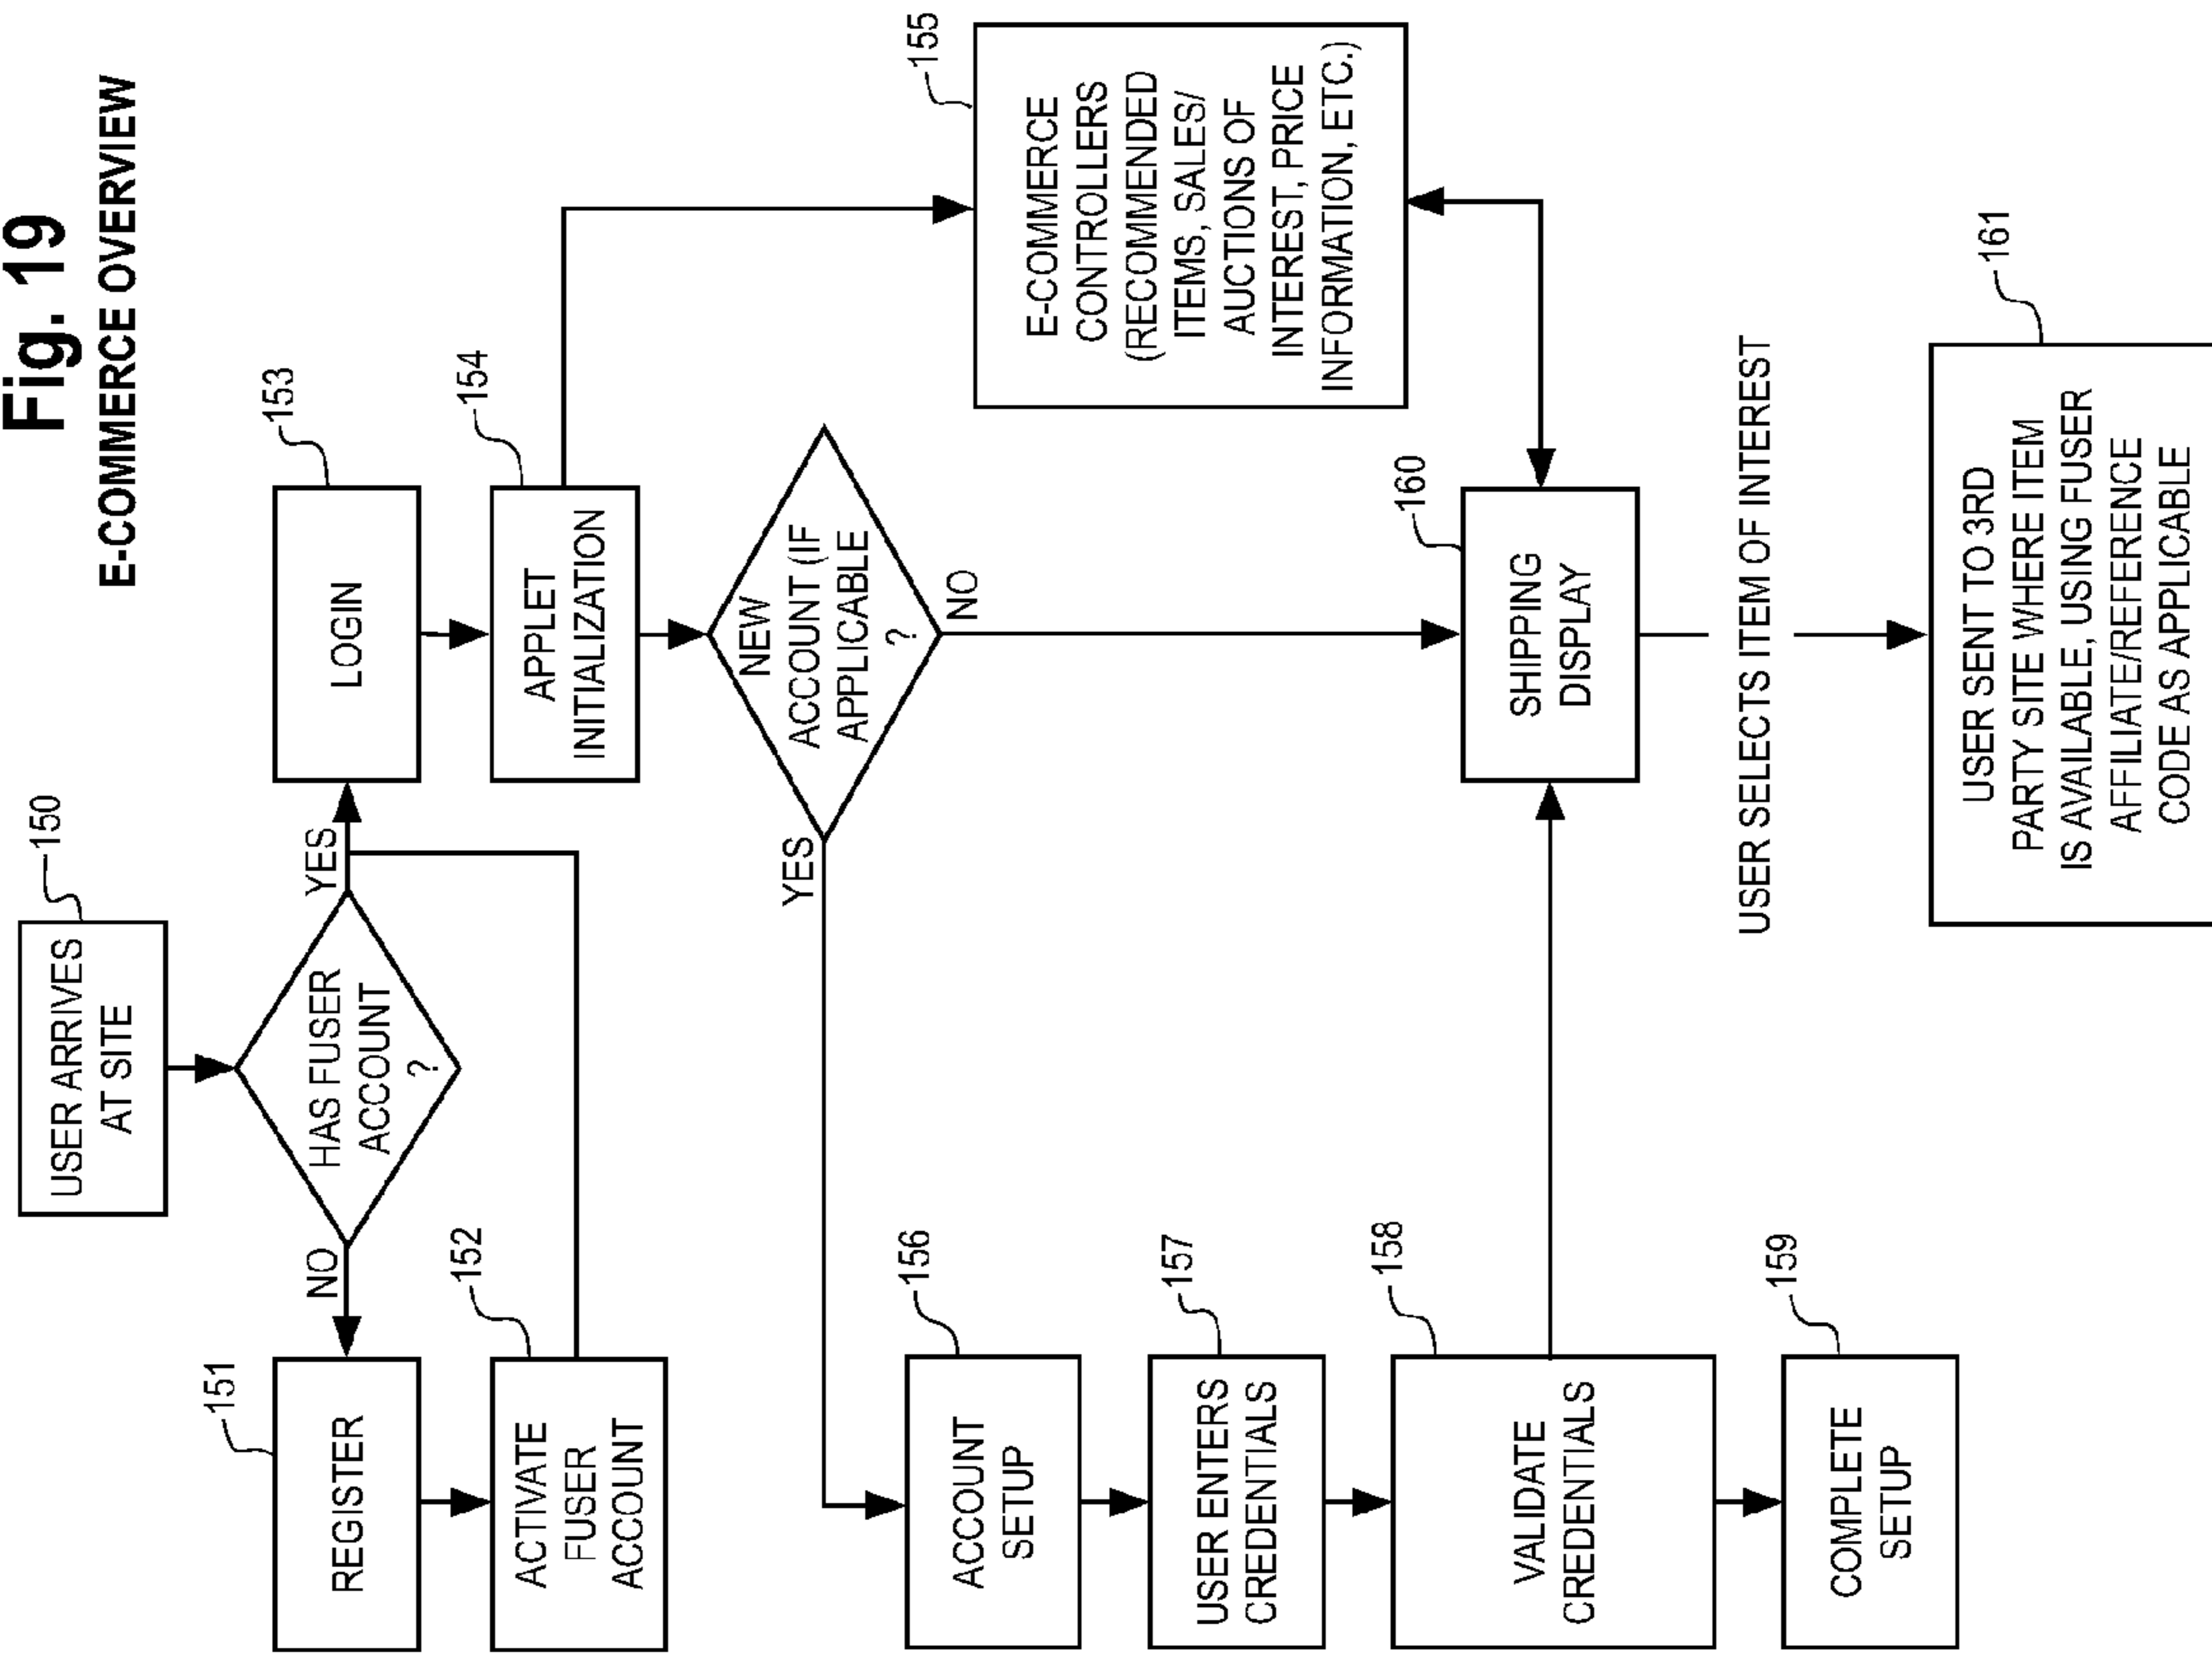 Fig. 19
E-COMMERCE OVERVIEW
150
USER ARRIVES
AT SITE
HAS FUSER
ACCOUNT
?
NO
YES
151
REGISTER
152
ACTIVATE
FUSER
ACCOUNT
153
LOGIN
154
APPLET
INITIALIZATION
NEW
ACCOUNT (IF
APPLICABLE
?
YES
NO
155
E-COMMERCE
CONTROLLERS
(RECOMMENDED
ITEMS, SALES/
AUCTIONS OF
INTEREST, PRICE
INFORMATION, ETC.)
156
ACCOUNT
SETUP
157
USER ENTERS
CREDENTIALS
158
VALIDATE
CREDENTIALS
159
COMPLETE
SETUP
160
SHIPPING
DISPLAY
USER SELECTS ITEM OF INTEREST
161
USER SENT TO 3RD
PARTY SITE WHERE ITEM
IS AVAILABLE, USING FUSER
AFFILIATE/REFERENCE
CODE AS APPLICABLE